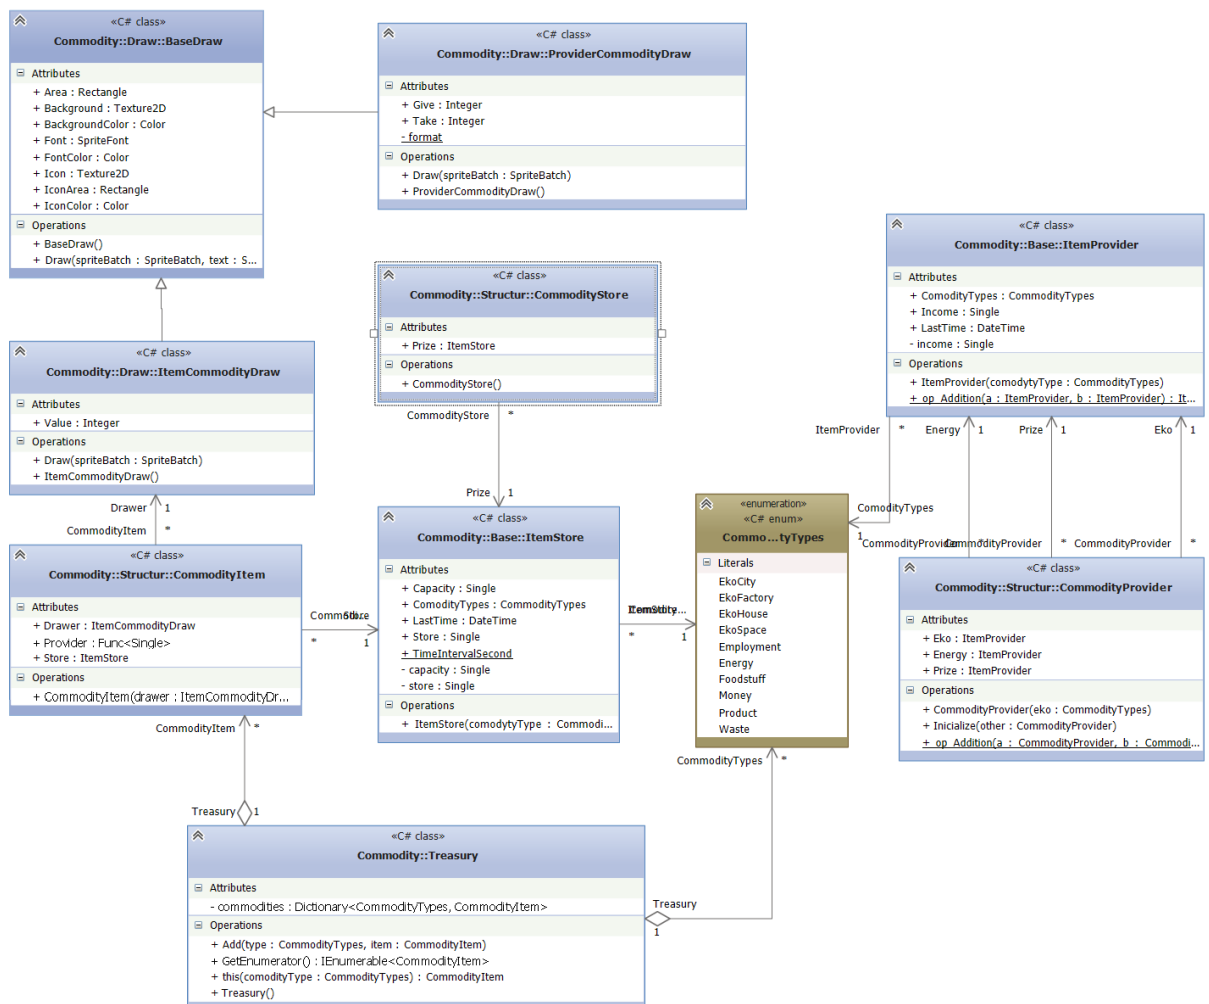 «C# class»
Commodity::Draw::BaseDraw
Attributes
+ Area : Rectangle
+ Background : Texture2D
+ BackgroundColor : Color
+ Font : SpriteFont
+ FontColor : Color
+ Icon : Texture2D
+ IconArea : Rectangle
+ IconColor : Color
Operations
+ BaseDraw()
+ Draw(spriteBatch : SpriteBatch, text : S...
«C# class»
Commodity::Draw::ProviderCommodityDraw
Attributes
+ Give : Integer
+ Take : Integer
- format
Operations
+ Draw(spriteBatch : SpriteBatch)
+ ProviderCommodityDraw()
«C# class»
Commodity::Base::ItemProvider
Attributes
+ ComodityTypes : CommodityTypes
+ Income : Single
+ LastTime : DateTime
- income : Single
Operations
+ ItemProvider(comodytyType : CommodityTypes)
+ op_Addition(a : ItemProvider, b : ItemProvider) : It...
«C# class»
Commodity::Structur::CommodityStore
Attributes
+ Prize : ItemStore
Operations
+ CommodityStore()
CommodityStore *
Prize 1
«C# class»
Commodity::Draw::ItemCommodityDraw
Attributes
+ Value : Integer
Operations
+ Draw(spriteBatch : SpriteBatch)
+ ItemCommodityDraw()
Drawer 1
CommodityItem *
ItemProvider *
Energy 1
Prize 1
Eko 1
ComodityTypes
1
CommodityProvider *
CommodityProvider *
CommodityProvider *
«C# class»
Commodity::Structur::CommodityItem
Attributes
+ Drawer : ItemCommodityDraw
+ Provider : Func<Single>
+ Store : ItemStore
Operations
+ CommodityItem(drawer : ItemCommodityDr...
* 1
«C# class»
Commodity::Base::ItemStore
Attributes
+ Capacity : Single
+ ComodityTypes : CommodityTypes
+ LastTime : DateTime
+ Store : Single
+ TimeIntervalSecond
- capacity : Single
- store : Single
Operations
+ ItemStore(comodytyType : Commodi...
* 1
«enumeration»
«C# enum»
Commo...tyTypes
Literals
EkoCity
EkoFactory
EkoHouse
EkoSpace
Employment
Energy
Foodstuff
Money
Product
Waste
«C# class»
Commodity::Structur::CommodityProvider
Attributes
+ Eko : ItemProvider
+ Energy : ItemProvider
+ Prize : ItemProvider
Operations
+ CommodityProvider(eko : CommodityTypes)
+ Inicialize(other : CommodityProvider)
+ op_Addition(a : CommodityProvider, b : Commodi...
CommodityItem *
Treasury 1
CommodityTypes *
Treasury
1
«C# class»
Commodity::Treasury
Attributes
- commodities : Dictionary<CommodityTypes, CommodityItem>
Operations
+ Add(type : CommodityTypes, item : CommodityItem)
+ GetEnumerator() : IEnumerable<CommodityItem>
+ this(comodityType : CommodityTypes) : CommodityItem
+ Treasury()